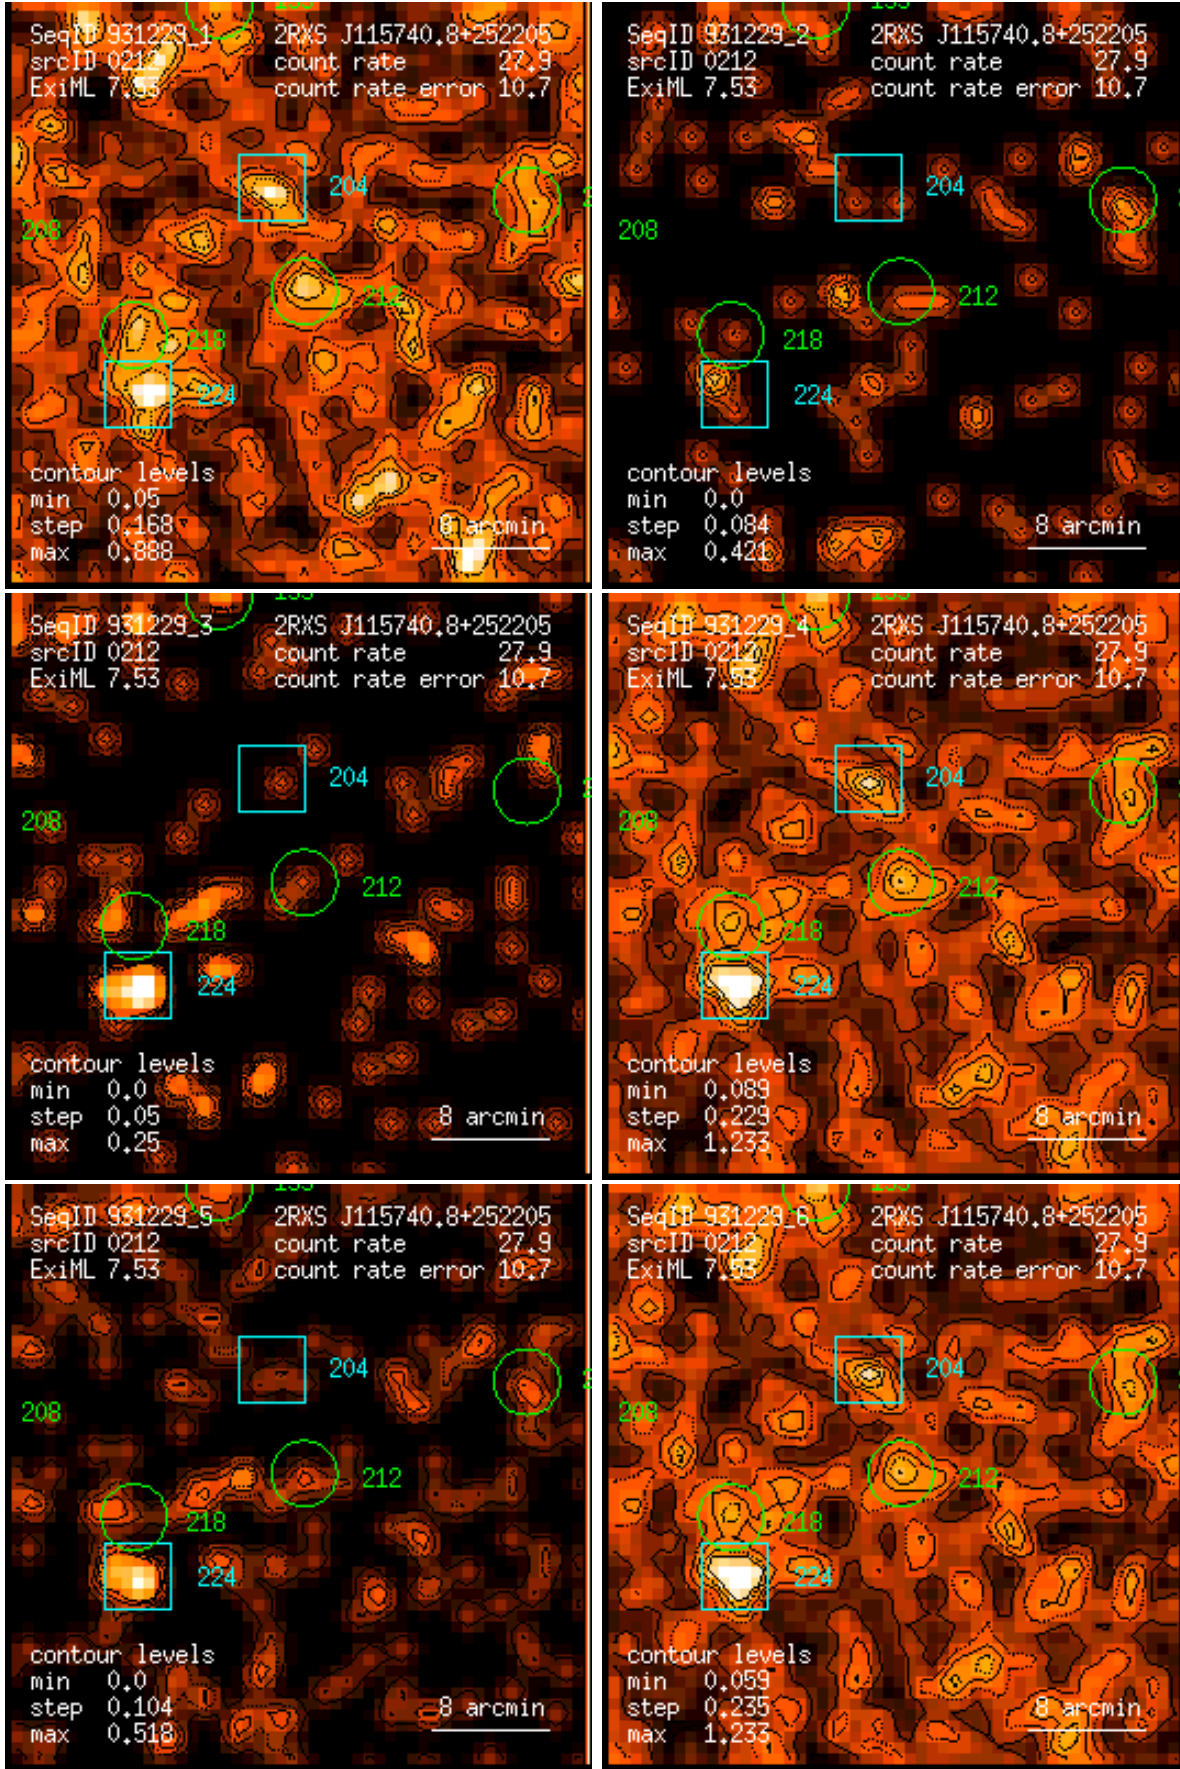 SeqID 931229_1 2RXS J115740.8+252205
srcID 0212 count rate 27.9
ExiML 7.53 count rate error 10.7
204
208
212
218
224
contour levels
min 0.05
step 0.168 8 arcmin
max 0.888
SeqID 931229_2 2RXS J115740.8+252205
srcID 0212 count rate 27.9
ExiML 7.53 count rate error 10.7
204
208
212
218
224
contour levels
min 0.0
step 0.084 8 arcmin
max 0.421
SeqID 931229_3 2RXS J115740.8+252205
srcID 0212 count rate 27.9
ExiML 7.53 count rate error 10.7
204
208
212
218
224
contour levels
min 0.0
step 0.05 8 arcmin
max 0.25
SeqID 931229_4 2RXS J115740.8+252205
srcID 0212 count rate 27.9
ExiML 7.53 count rate error 10.7
204
208
212
218
224
contour levels
min 0.089
step 0.229 8 arcmin
max 1.233
SeqID 931229_5 2RXS J115740.8+252205
srcID 0212 count rate 27.9
ExiML 7.53 count rate error 10.7
204
208
212
218
224
contour levels
min 0.0
step 0.104 8 arcmin
max 0.518
SeqID 931229_6 2RXS J115740.8+252205
srcID 0212 count rate 27.9
ExiML 7.53 count rate error 10.7
204
208
212
218
224
contour levels
min 0.059
step 0.235 8 arcmin
max 1.233